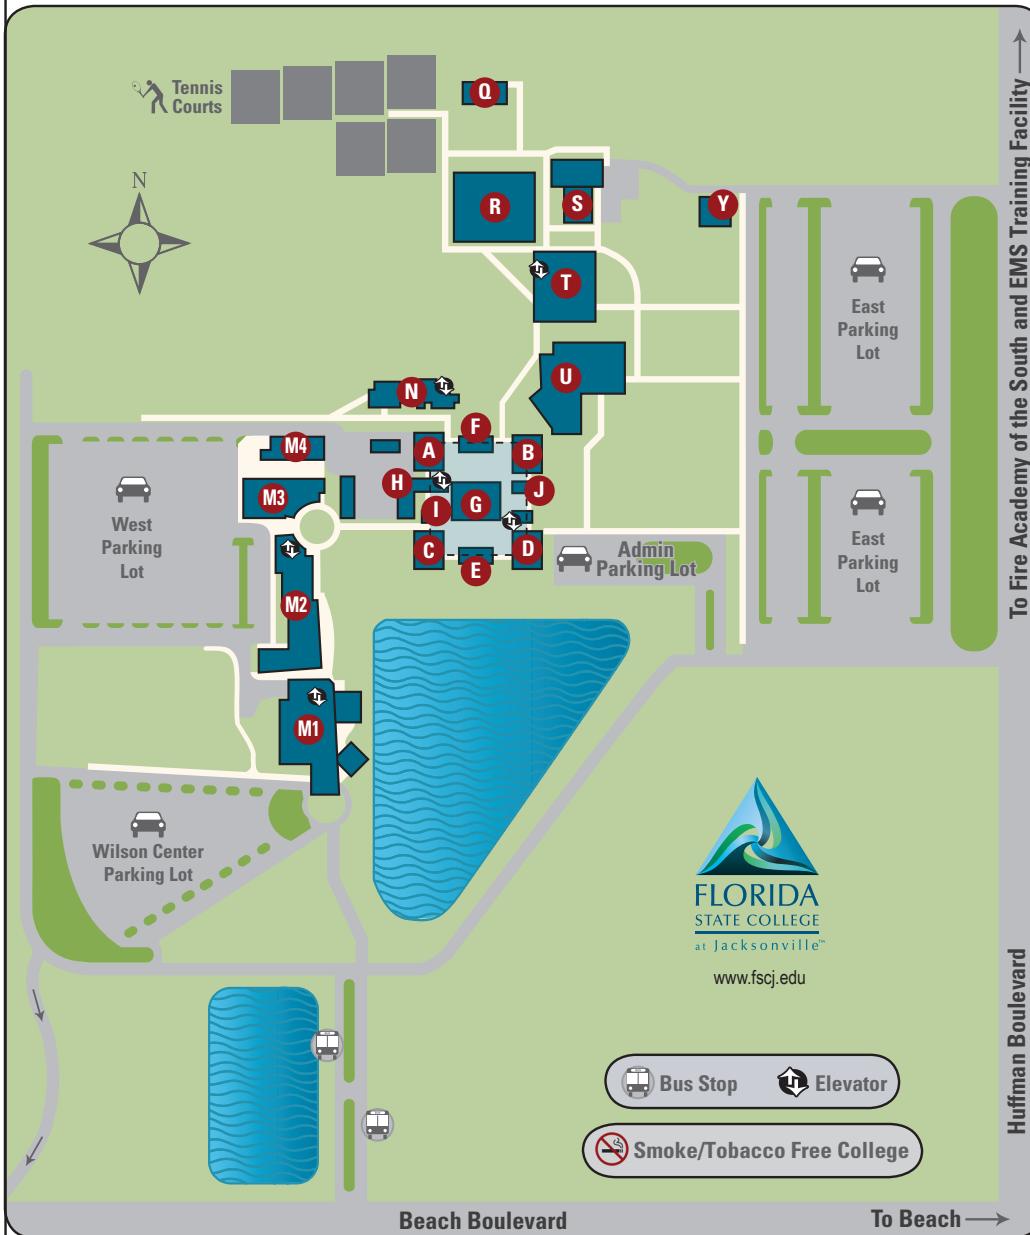 Tennis
Courts
Q
N
R
S
Y
T
East
Parking
Lot
To Fire Academy of the South and EMS Training Facility
U
N
F
A
B
M4
H
J
M3
G
I
West
Parking
Lot
C
D
E
Admin
Parking Lot
East
Parking
Lot
M2
M1
Wilson Center
Parking Lot
FLORIDA
STATE COLLEGE
at Jacksonville™
www.fscj.edu
Bus Stop
Elevator
Smoke/Tobacco Free College
Huffman Boulevard
Beach Boulevard
To Beach